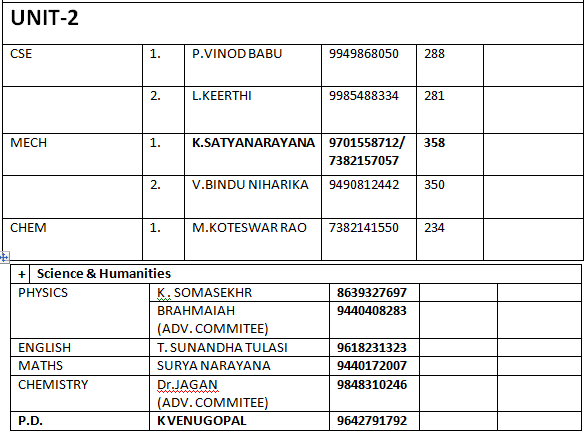 UNIT-2
CSE 1. P.VINOD BABU 9949868050 288
2. L.KEERTHI 9985488334 281
MECH 1. K.SATYANARAYANA 9701558712/ 358
7382157057
2. V.BINDU NIHARIKA 9490812442 350
CHEM 1. M.KOTESWAR RAO 7382141550 234
+ Science & Humanities
PHYSICS K . SOMASEKHR 8639327697
BRAHMAIAH 9440408283
(ADV. COMMITEE)
ENGLISH T. SUNANDHA TULASI 9618231323
MATHS SURYA NARAYANA 9440172007
CHEMISTRY Dr.JAGAN 9848310246
(ADV. COMMITEE)
P.D. KVENUGOPAL 9642791792